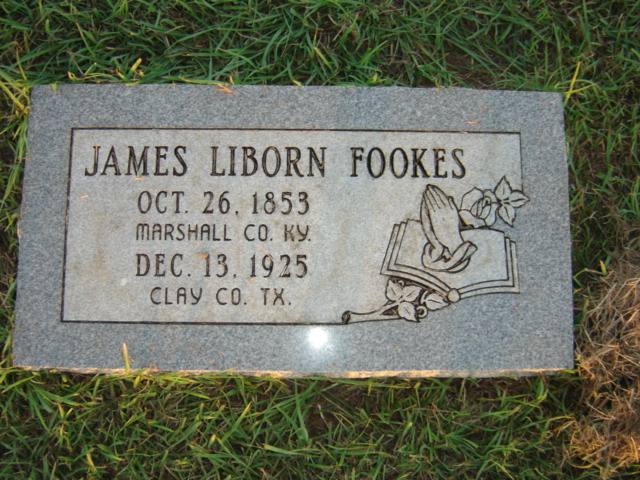 JAMES LIBORN FOOKES
OCT. 26, 1853
MARSHALL CO. KY.
DEC. 13, 1925
CLAY CO. TX.